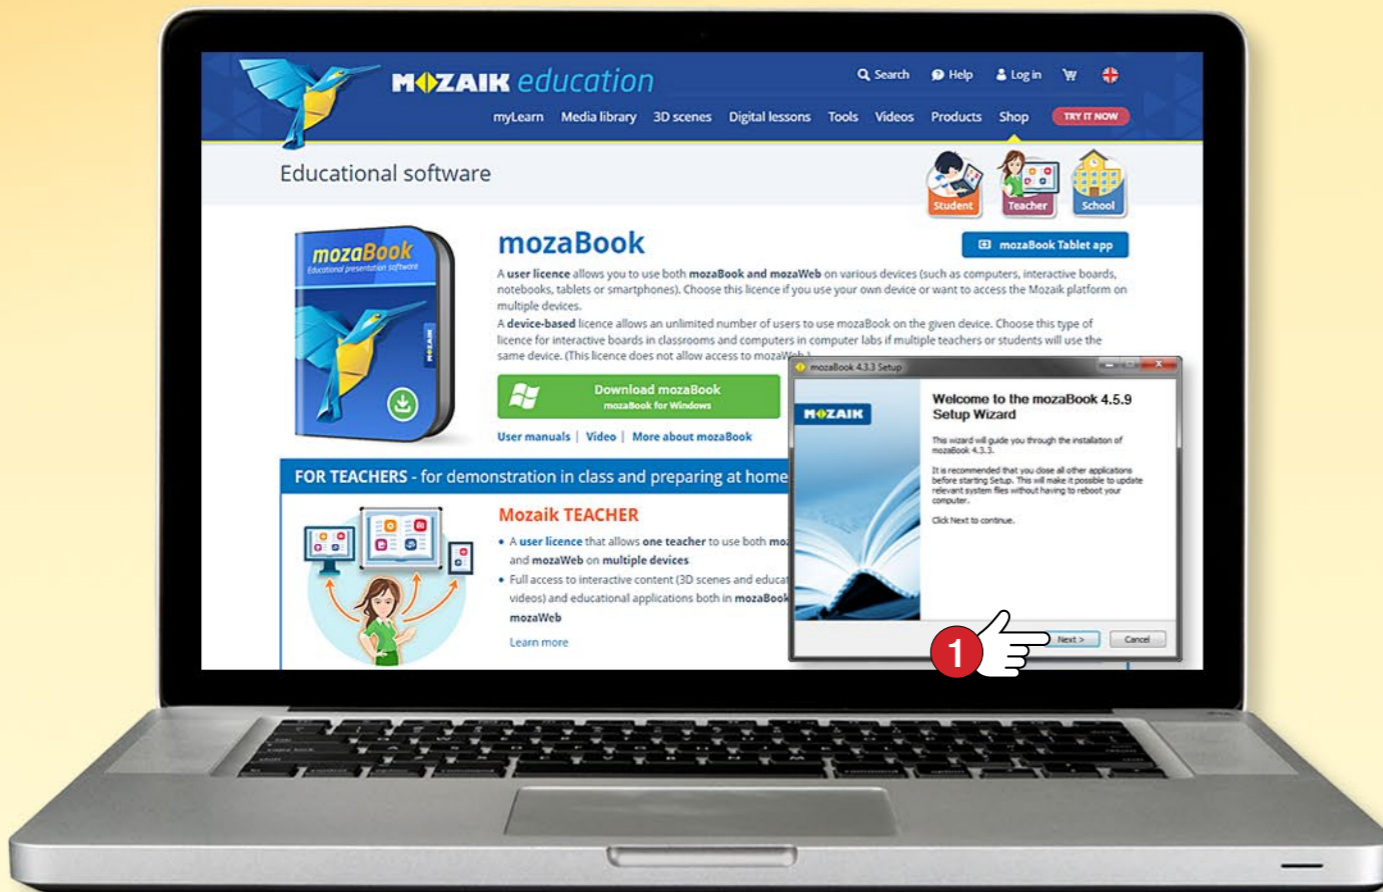 MOZAIK education
Search Help Log in
myLearn Media library 3D scenes Digital lessons Tools Videos Products Shop TRY IT NOW
Educational software
Student Teacher School
mozaBook
Educational presentation software
MOZAIK
mozaBook
mozaBook Tablet app
A user licence allows you to use both mozaBook and mozaWeb on various devices (such as computers, interactive boards,
notebooks, tablets or smartphones). Choose this licence if you use your own device or want to access the Mozaik platform on
multiple devices.
A device-based licence allows an unlimited number of users to use mozaBook on the given device. Choose this type of
licence for interactive boards in classrooms and computers in computer labs if multiple teachers or students will use the
same device. (This licence does not allow access to mozaWeb.)
Download mozaBook
mozaBook for Windows
User manuals | Video | More about mozaBook
FOR TEACHERS - for demonstration in class and preparing at home
Mozaik TEACHER
• A user licence that allows one teacher to use both
and mozaWeb on multiple devices
• Full access to interactive content (3D scenes and
videos) and educational applications both in mozaBook
mozaWeb
Learn more
mozaBook 4.3.3 Setup
MOZAIK
Welcome to the mozaBook 4.5.9
Setup Wizard
This wizard will guide you through the installation of
mozaBook 4.3.3.
It is recommended that you close all other applications
before starting Setup. This will make it possible to update
relevant system files without having to reboot your
computer.
Click Next to continue.
1
Next > Cancel